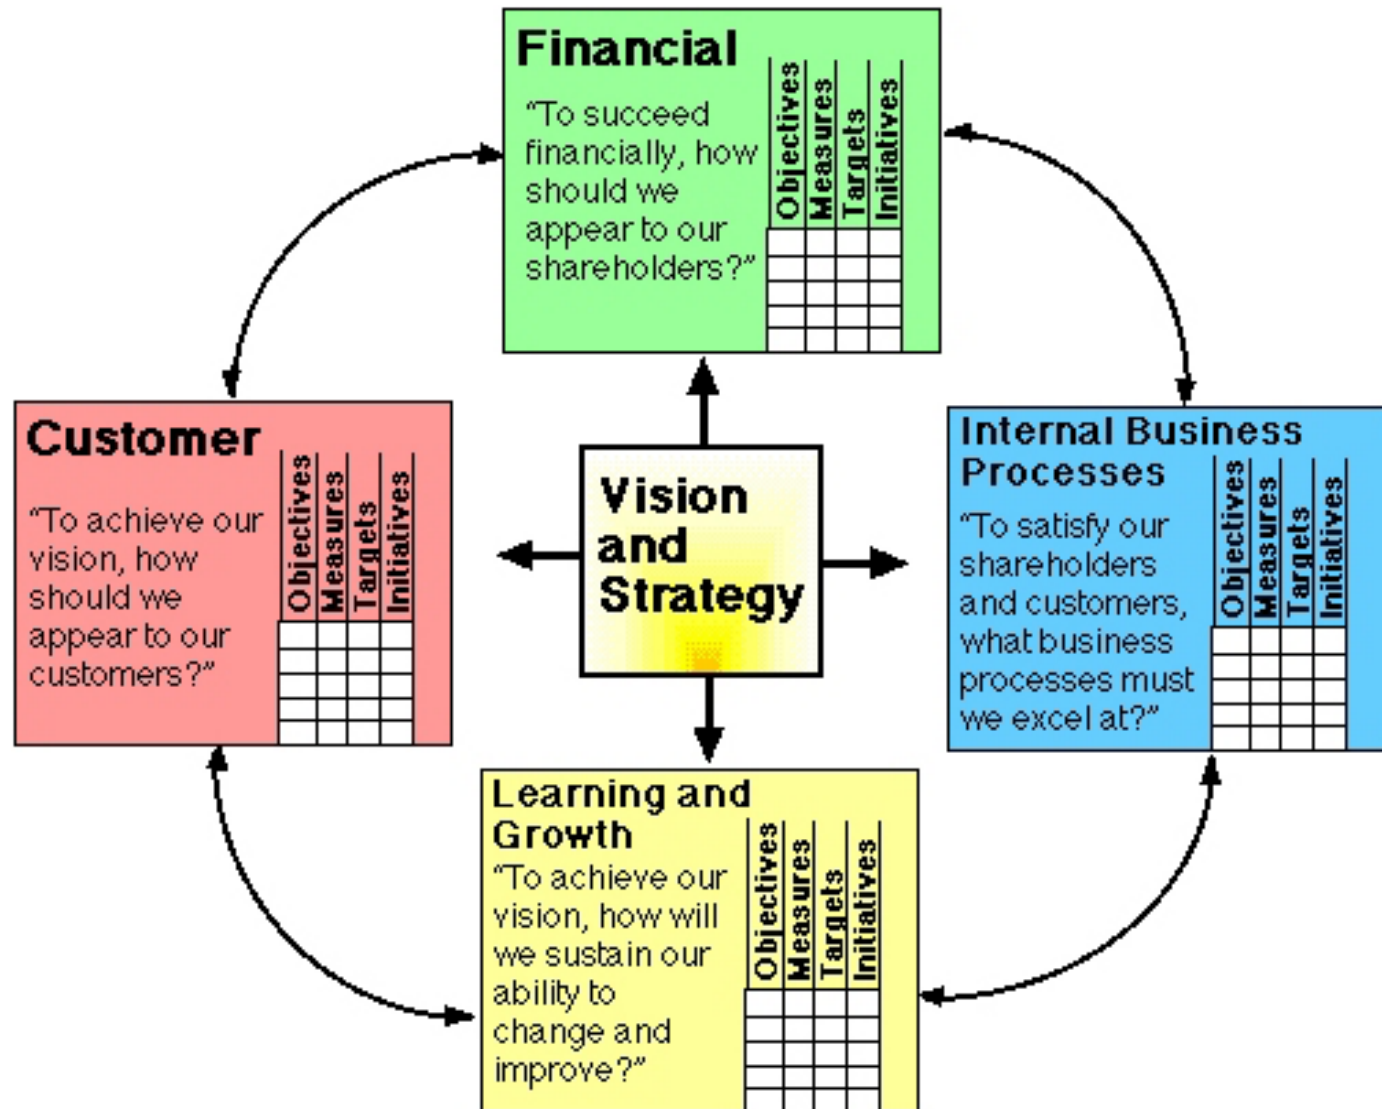 Financial
“To succeed
financially, how
should we
appear to our
shareholders?”
Objectives
Measures
Targets
Initiatives
Customer
“To achieve our
vision, how
should we
appear to our
customers?”
Objectives
Measures
Targets
Initiatives
Vision
and
Strategy
Internal Business
Processes
“To satisfy our
shareholders
and customers,
what business
processes must
we excel at?”
Objectives
Measures
Targets
Initiatives
Learning and
Growth
“To achieve our
vision, how will
we sustain our
ability to
change and
improve?”
Objectives
Measures
Targets
Initiatives